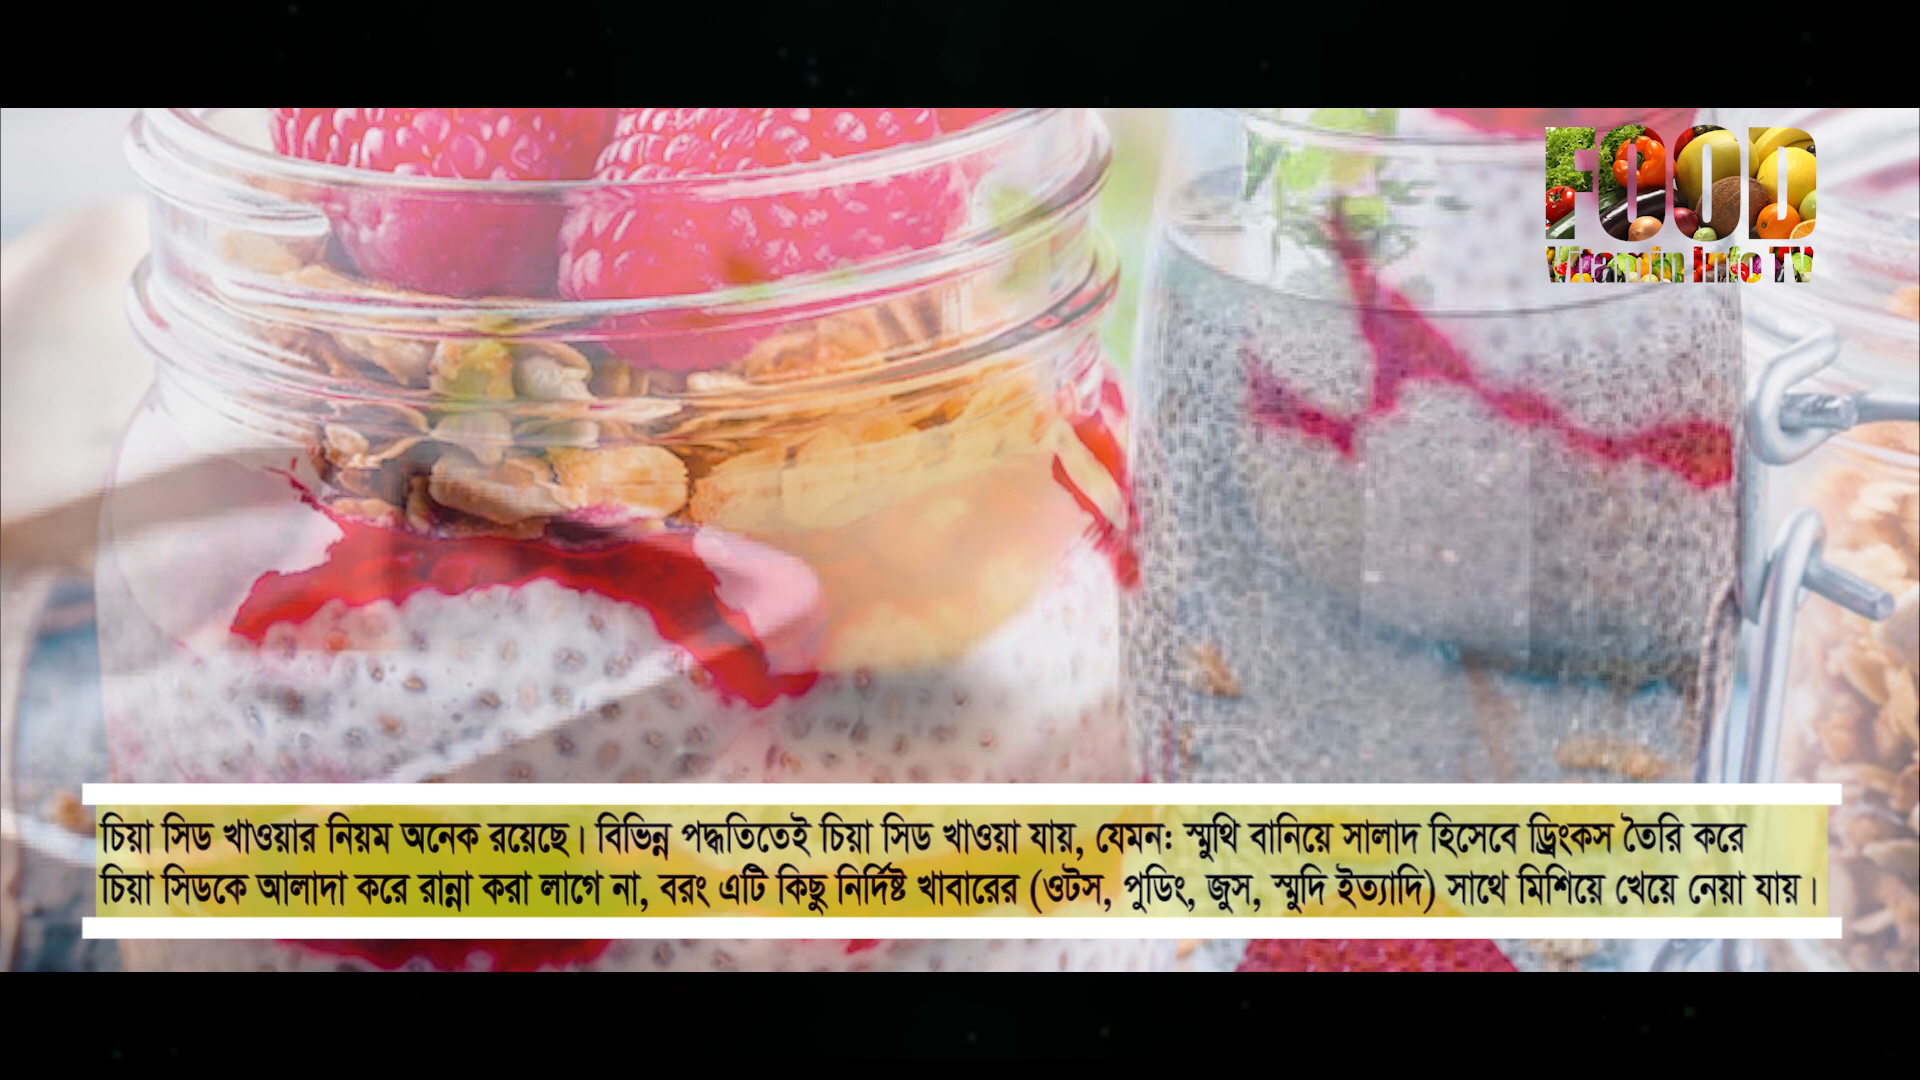 FOOD
Vitamin Info TV
চিয়া সিড খাওয়ার নিয়ম অনেক রয়েছে। বিভিন্ন পদ্ধতিতেই চিয়া সিড খাওয়া যায়, যেমন: স্মুথি বানিয়ে সালাদ হিসেবে ড্রিংকস তৈরি করে
চিয়া সিডকে আলাদা করে রান্না করা লাগে না, বরং এটি কিছু নির্দিষ্ট খাবারের (ওটস, পুডিং, জুস, স্মুদি ইত্যাদি) সাথে মিশিয়ে খেয়ে নেয়া যায়।